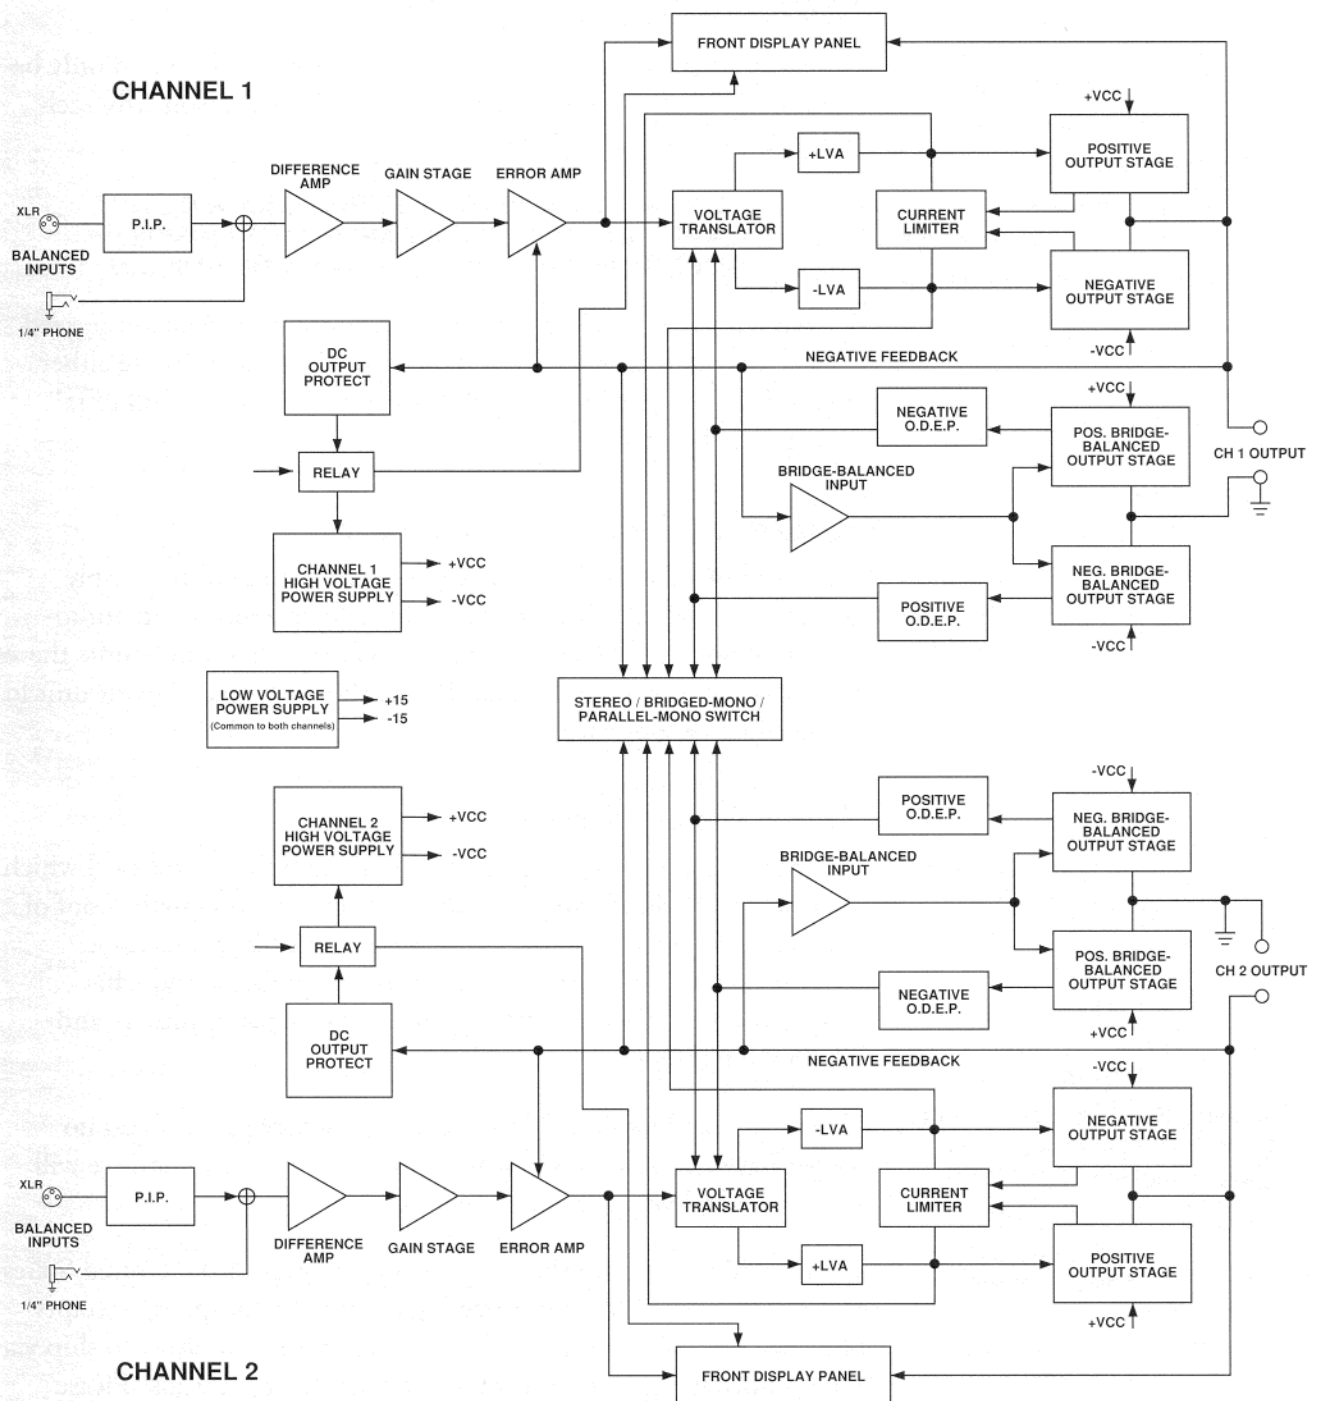 FRONT DISPLAY PANEL
CHANNEL 1
+VCC
DIFFERENCE
AMP
GAIN STAGE
ERROR AMP
+LVA
POSITIVE
OUTPUT STAGE
XLR
P.I.P.
VOLTAGE
TRANSLATOR
CURRENT
LIMITER
BALANCED
INPUTS
-LVA
NEGATIVE
OUTPUT STAGE
1/4" PHONE
-VCC
DC
OUTPUT
PROTECT
NEGATIVE FEEDBACK
+VCC
NEGATIVE
O.D.E.P.
POS. BRIDGE-
BALANCED
OUTPUT STAGE
CH 1 OUTPUT
RELAY
BRIDGE-BALANCED
INPUT
CHANNEL 1
HIGH VOLTAGE
POWER SUPPLY
+VCC
-VCC
NEG. BRIDGE-
BALANCED
OUTPUT STAGE
POSITIVE
O.D.E.P.
-VCC
LOW VOLTAGE
POWER SUPPLY
(Common to both channels)
+15
-15
STEREO / BRIDGED-MONO /
PARALLEL-MONO SWITCH
-VCC
CHANNEL 2
HIGH VOLTAGE
POWER SUPPLY
+VCC
-VCC
POSITIVE
O.D.E.P.
NEG. BRIDGE-
BALANCED
OUTPUT STAGE
BRIDGE-BALANCED
INPUT
RELAY
POS. BRIDGE-
BALANCED
OUTPUT STAGE
CH 2 OUTPUT
NEGATIVE
O.D.E.P.
+VCC
DC
OUTPUT
PROTECT
NEGATIVE FEEDBACK
-VCC
-LVA
NEGATIVE
OUTPUT STAGE
XLR
P.I.P.
VOLTAGE
TRANSLATOR
CURRENT
LIMITER
BALANCED
INPUTS
DIFFERENCE
AMP
GAIN STAGE
ERROR AMP
+LVA
POSITIVE
OUTPUT STAGE
1/4" PHONE
+VCC
CHANNEL 2
FRONT DISPLAY PANEL